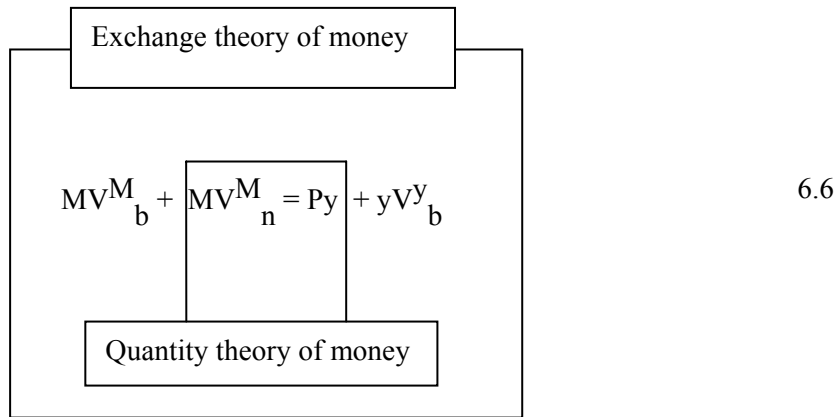 Exchange theory of money
MV^M_b + MV^M_n = Py + yV^y_b
6.6
Quantity theory of money